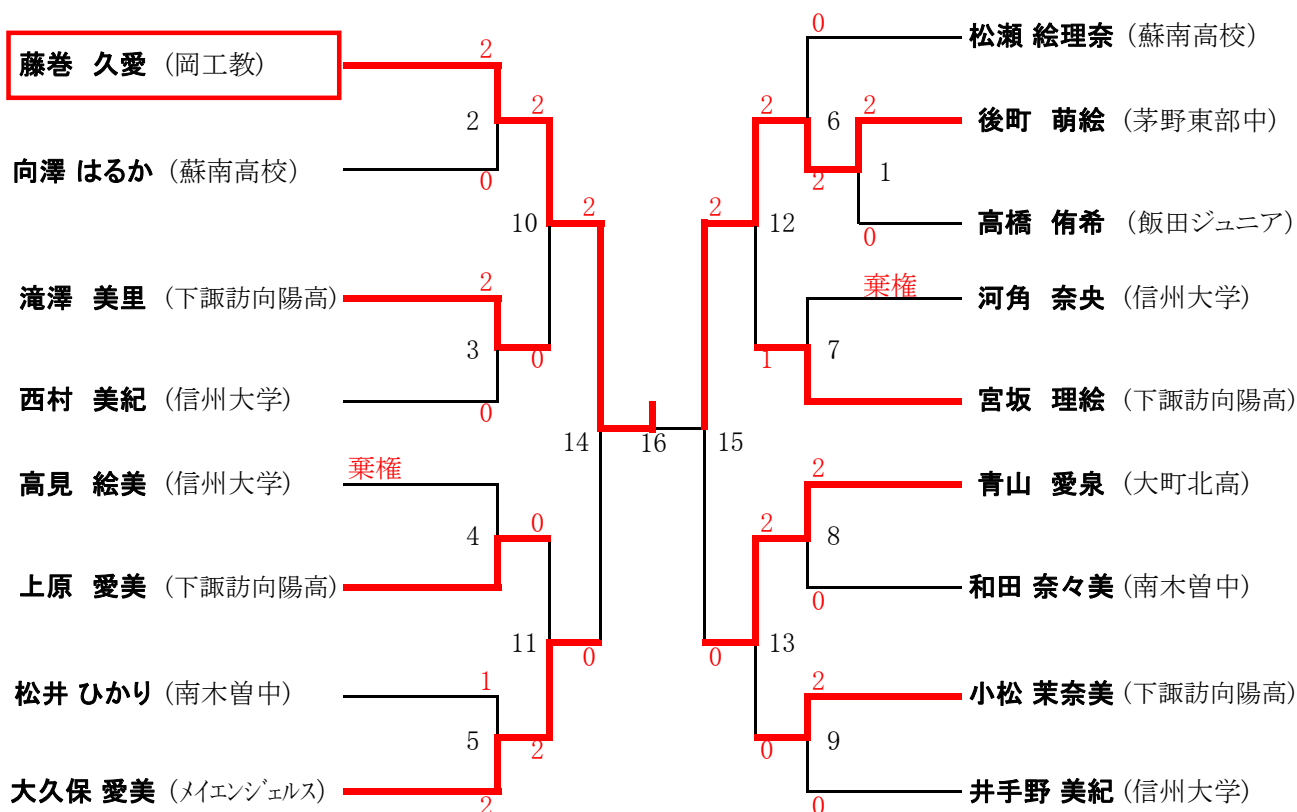 藤巻 久愛 (岡工教)
2
2
2
向澤 はるか (蘇南高校)
0
10
2
滝澤 美里 (下諏訪向陽高)
2
3
0
西村 美紀 (信州大学)
0
14
16
高見 絵美 (信州大学)
棄権
4
0
上原 愛美 (下諏訪向陽高)
11
0
松井 ひかり (南木曽中)
1
5
2
大久保 愛美 (メイエンジェルス)
2
0
松瀬 絵理奈 (蘇南高校)
2
6
2
後町 萌絵 (茅野東部中)
2
1
2
12
0
高橋 侑希 (飯田ジュニア)
棄権
河角 奈央 (信州大学)
1
7
宮坂 理絵 (下諏訪向陽高)
15
2
青山 愛泉 (大町北高)
2
8
0
和田 奈々美 (南木曽中)
0
13
2
小松 茉奈美 (下諏訪向陽高)
0
9
0
井手野 美紀 (信州大学)